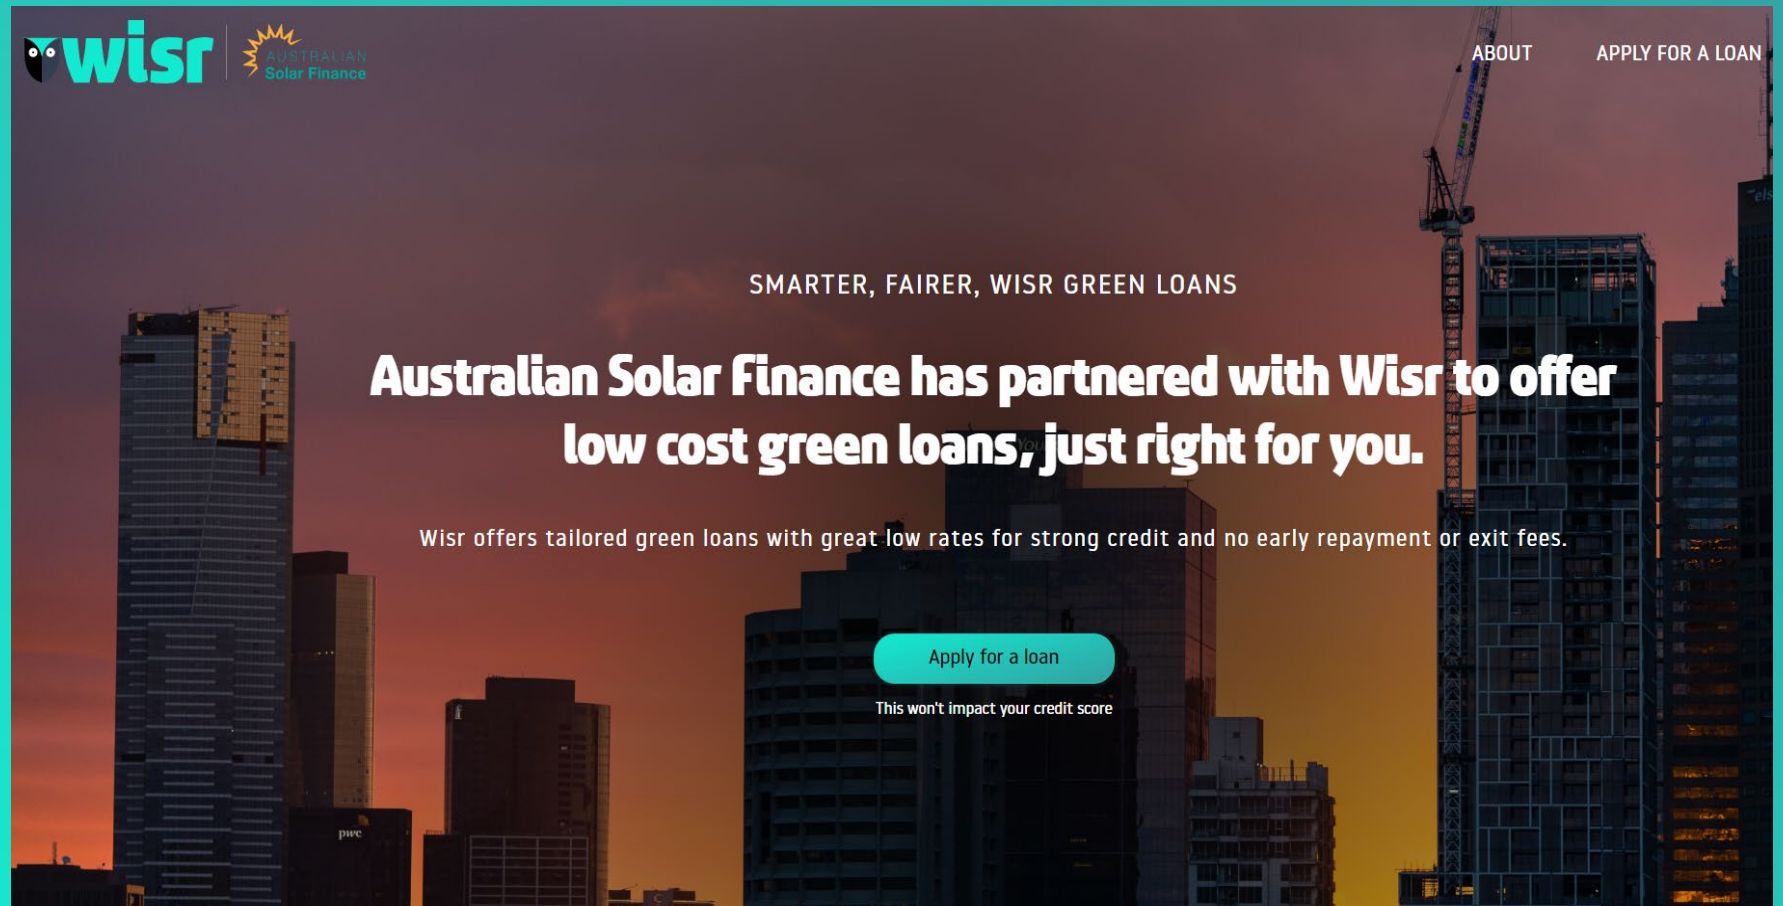 wisr
AUSTRALIAN
Solar Finance
ABOUT
APPLY FOR A LOAN
SMARTER, FAIRER, WISR GREEN LOANS
Australian Solar Finance has partnered with Wisr to offer
low cost green loans, just right for you.
Wisr offers tailored green loans with great low rates for strong credit and no early repayment or exit fees.
Apply for a loan
This won't impact your credit score
pwc